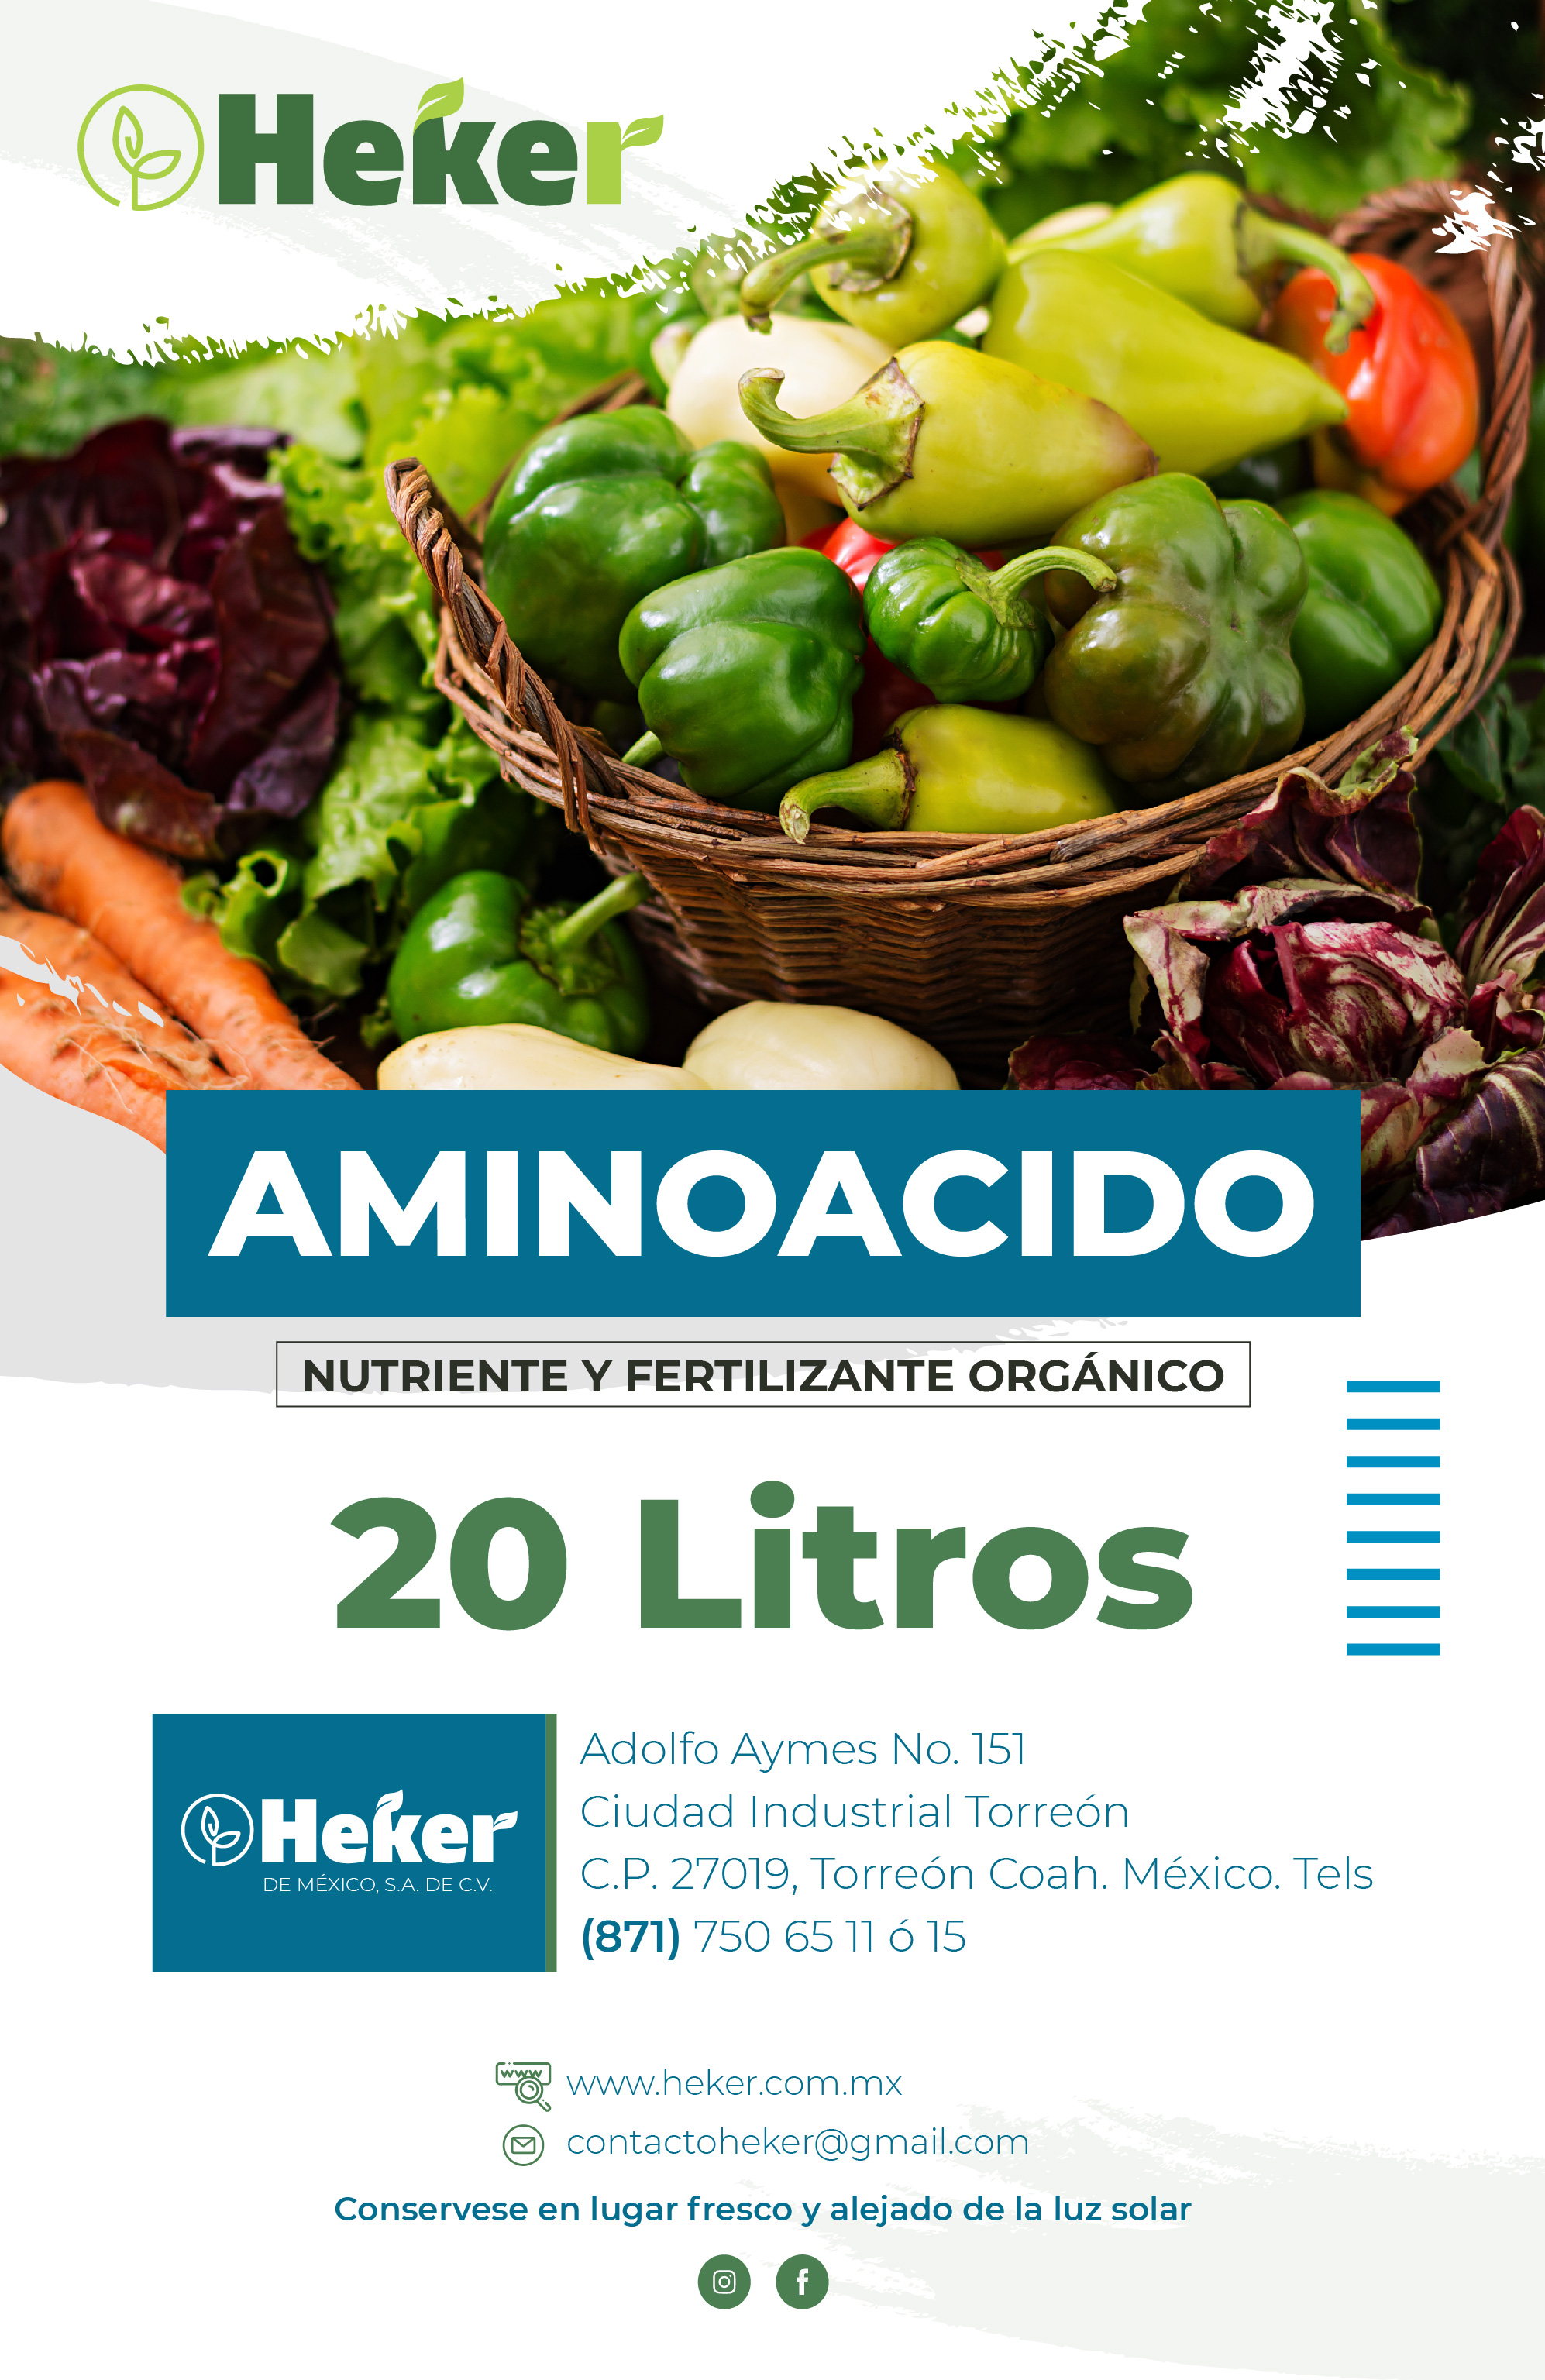 Heker
AMINOACIDO
NUTRIENTE Y FERTILIZANTE ORGÁNICO
20 Litros
Heker
DE MÉXICO, S.A. DE C.V.
Adolfo Aymes No. 151
Ciudad Industrial Torreón
C.P. 27019, Torreón Coah. México. Tels
(871) 750 65 11 ó 15
www
www.heker.com.mx
contactoheker@gmail.com
Conservese en lugar fresco y alejado de la luz solar